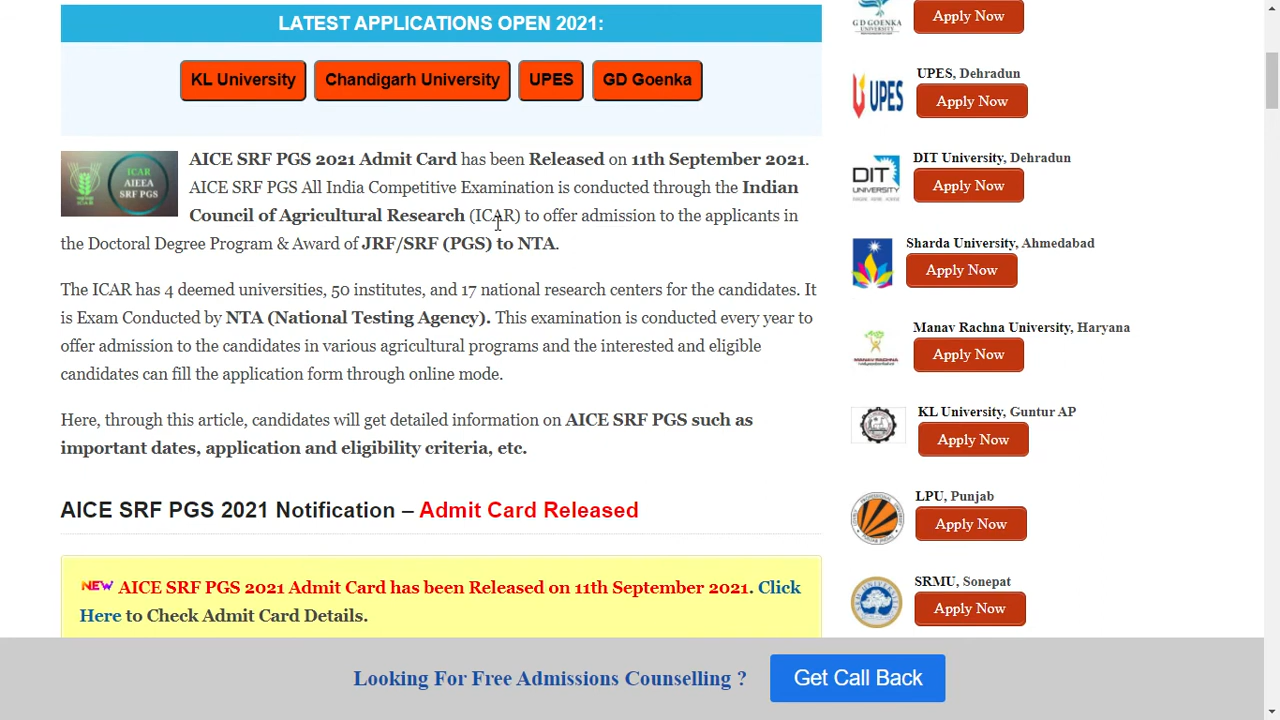 LATEST APPLICATIONS OPEN 2021:
KL University Chandigarh University UPES GD Goenka
ICAR
AIEEA
SRF PGS
AICE SRF PGS 2021 Admit Card has been Released on 11th September 2021.
AICE SRF PGS All India Competitive Examination is conducted through the Indian
Council of Agricultural Research (ICAR) to offer admission to the applicants in
the Doctoral Degree Program & Award of JRF/SRF (PGS) to NTA.
The ICAR has 4 deemed universities, 50 institutes, and 17 national research centers for the candidates. It
is Exam Conducted by NTA (National Testing Agency). This examination is conducted every year to
offer admission to the candidates in various agricultural programs and the interested and eligible
candidates can fill the application form through online mode.
Here, through this article, candidates will get detailed information on AICE SRF PGS such as
important dates, application and eligibility criteria, etc.
AICE SRF PGS 2021 Notification – Admit Card Released
NEW AICE SRF PGS 2021 Admit Card has been Released on 11th September 2021. Click
Here to Check Admit Card Details.
G D GOENKA
Apply Now
UPES
UPES, Dehradun
Apply Now
DIT
UNIVERSITY
DIT University, Dehradun
Apply Now
Sharda University, Ahmedabad
Apply Now
MANAV RACHNA
Manav Rachna University, Haryana
Apply Now
KL University, Guntur AP
Apply Now
LPU, Punjab
Apply Now
SRMU, Sonepat
Apply Now
Looking For Free Admissions Counselling ?
Get Call Back